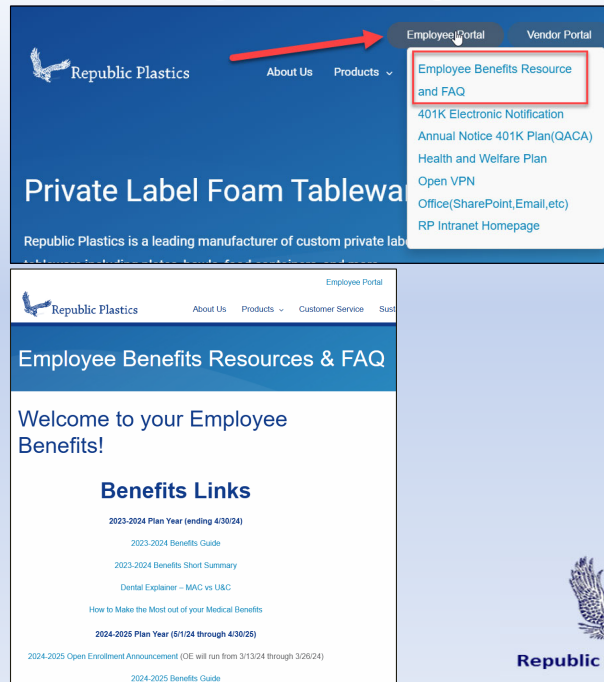 Employee Portal Vendor Portal
Republic Plastics
About Us Products
Employee Benefits Resource
and FAQ
401K Electronic Notification
Annual Notice 401K Plan(QACA)
Health and Welfare Plan
Open VPN
Office(SharePoint,Email,etc)
RP Intranet Homepage
Private Label Foam Tablewa
Republic Plastics is a leading manufacturer of custom private labe
Employee Portal
Republic Plastics
About Us Products Customer Service Sust
Employee Benefits Resources & FAQ
Welcome to your Employee
Benefits!
Benefits Links
2023-2024 Plan Year (ending 4/30/24)
2023-2024 Benefits Guide
2023-2024 Benefits Short Summary
Dental Explainer – MAC vs U&C
How to Make the Most out of your Medical Benefits
2024-2025 Plan Year (5/1/24 through 4/30/25)
2024-2025 Open Enrollment Announcement (OE will run from 3/13/24 through 3/26/24)
2024-2025 Benefits Guide
Republic